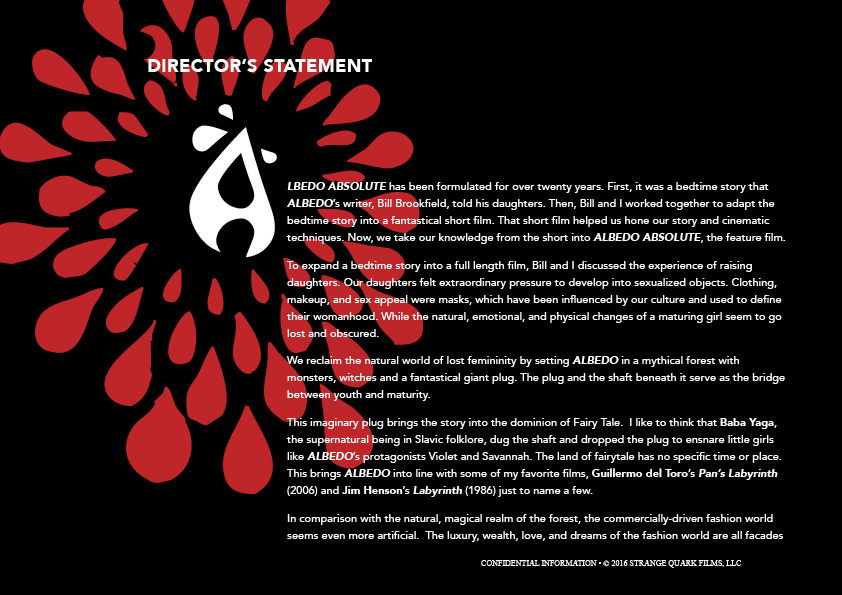 DIRECTOR'S STATEMENT
A
LBEDO ABSOLUTE has been formulated for over twenty years. First, it was a bedtime story that
ALBEDO's writer, Bill Brookfield, told his daughters. Then, Bill and I worked together to adapt the
bedtime story into a fantastical short film. That short film helped us hone our story and cinematic
techniques. Now, we take our knowledge from the short into ALBEDO ABSOLUTE, the feature film.
To expand a bedtime story into a full length film, Bill and I discussed the experience of raising
daughters. Our daughters felt extraordinary pressure to develop into sexualized objects. Clothing,
makeup, and sex appeal were masks, which have been influenced by our culture and used to define
their womanhood. While the natural, emotional, and physical changes of a maturing girl seem to go
lost and obscured.
We reclaim the natural world of lost femininity by setting ALBEDO in a mythical forest with
monsters, witches and a fantastical giant plug. The plug and the shaft beneath it serve as the bridge
between youth and maturity.
This imaginary plug brings the story into the dominion of Fairy Tale.  I like to think that Baba Yaga,
the supernatural being in Slavic folklore, dug the shaft and dropped the plug to ensnare little girls
like ALBEDO's protagonists Violet and Savannah. The land of fairytale has no specific time or place.
This brings ALBEDO into line with some of my favorite films, Guillermo del Toro's Pan's Labyrinth
(2006) and Jim Henson's Labyrinth (1986) just to name a few.
In comparison with the natural, magical realm of the forest, the commercially-driven fashion world
seems even more artificial.  The luxury, wealth, love, and dreams of the fashion world are all facades
CONFIDENTIAL INFORMATION • © 2016 STRANGE QUARK FILMS, LLC